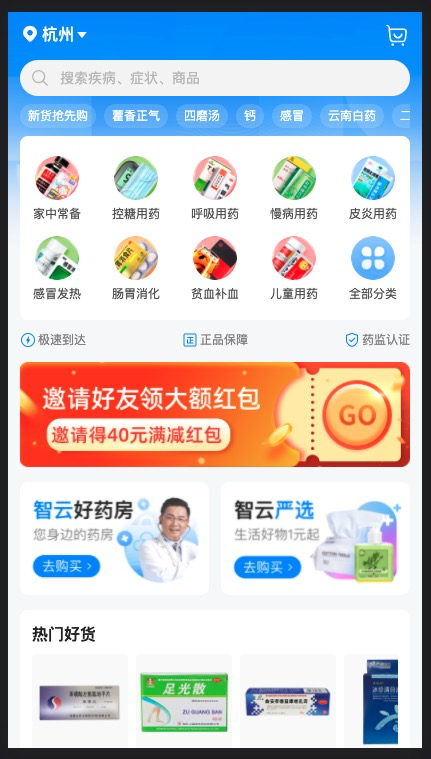 杭州
搜索疾病、症状、商品
新货抢先购 藿香正气 四磨汤 钙 感冒 云南白药 二
家中常备 控糖用药 呼吸用药 慢病用药 皮炎用药
感冒发热 肠胃消化 贫血补血 儿童用药 全部分类
极速到达 正 正品保障 药监认证
邀请好友领大额红包
邀请得40元满减红包
GO
智云好药房
您身边的药房
去购买 >
智云严选
生活好物1元起
去购买 >
热门好货
足光散
ZU GUANG SAN